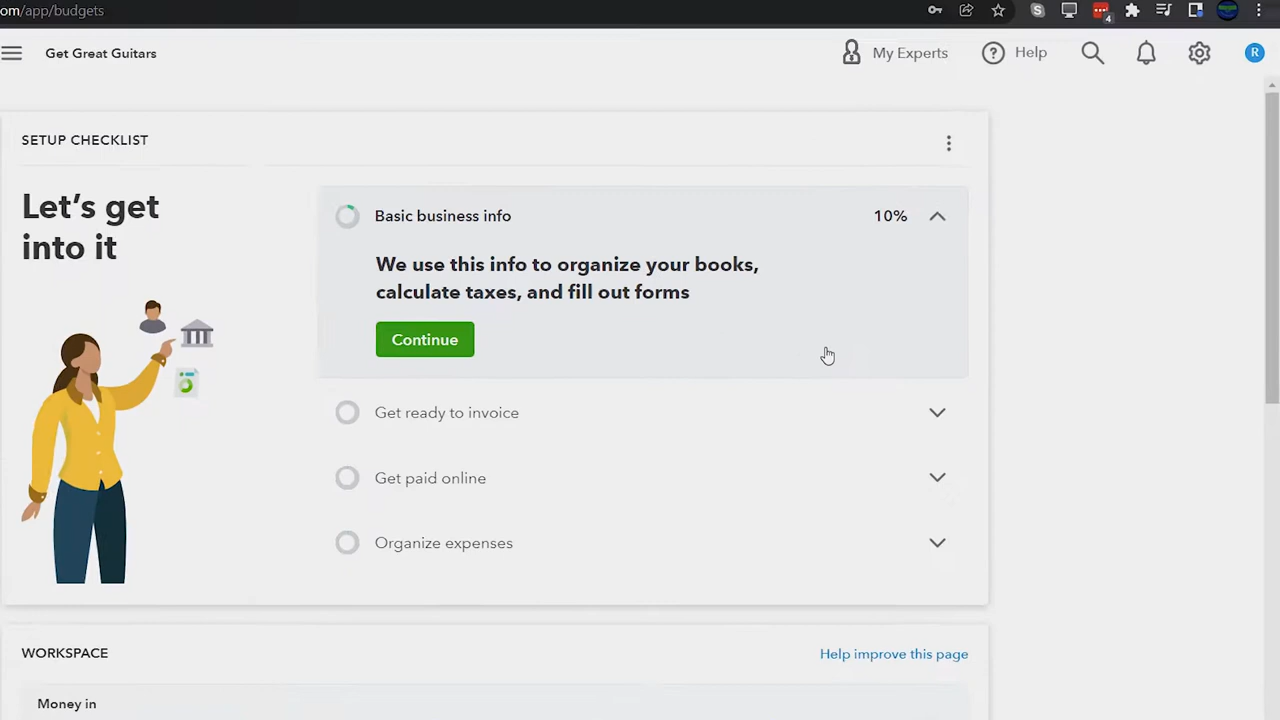 om/app/budgets
4
Get Great Guitars
My Experts
Help
R
SETUP CHECKLIST
Let's get
into it
Basic business info
10%
We use this info to organize your books,
calculate taxes, and fill out forms
Continue
Get ready to invoice
Get paid online
Organize expenses
WORKSPACE
Help improve this page
Money in